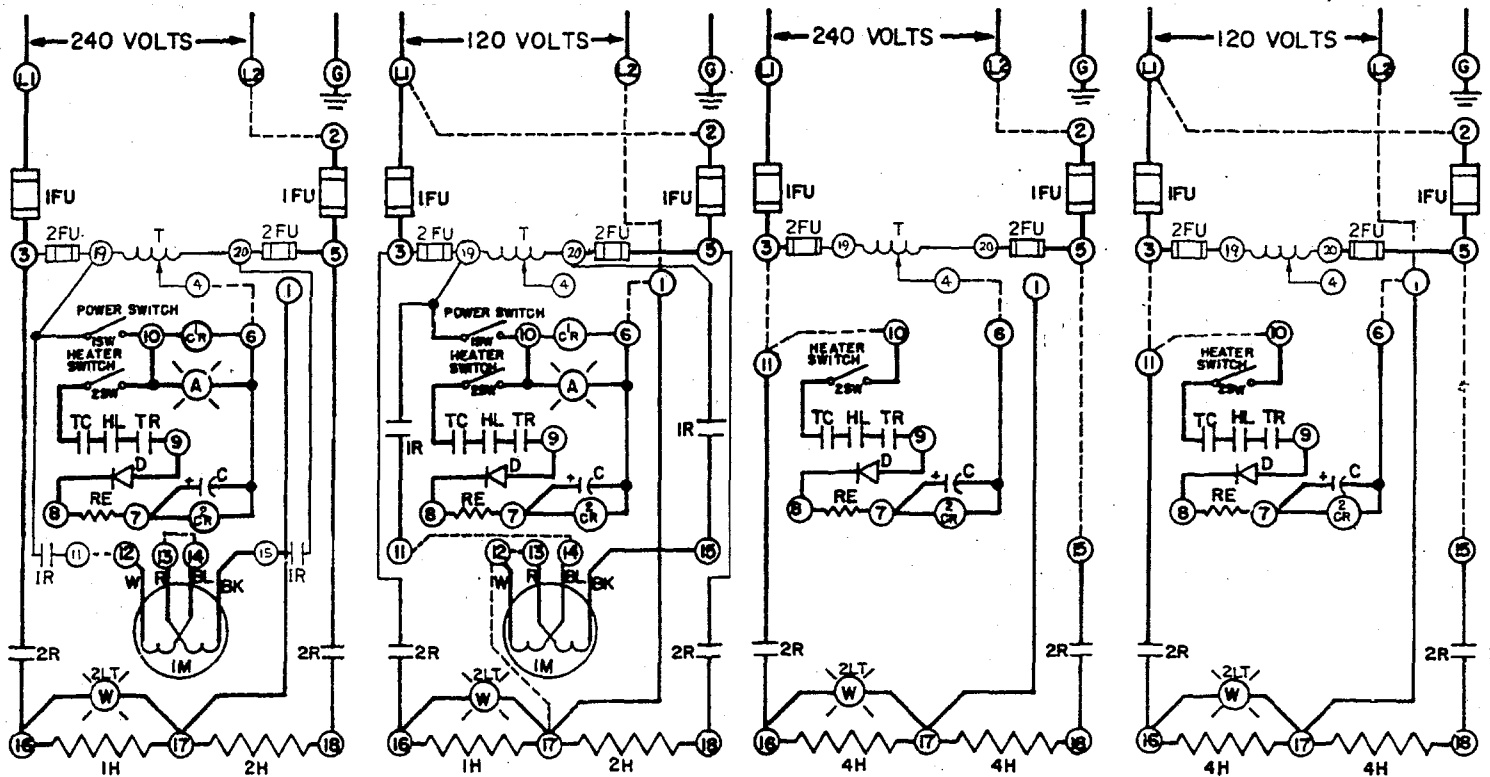 240 VOLTS 120 VOLTS 240 VOLTS 120 VOLTS
L1 L2 G L1 L2 G L1 L2 G L1 L2 G
2 2 2 2
1FU 1FU 1FU 1FU 1FU 1FU 1FU 1FU
2FU T 2FU 2FU T 2FU 2FU T 2FU 2FU 2FU
3 19 20 5 3 19 20 5 3 19 20 5 3 19 20 5
4 1 4 1 4 1 4 1
POWER SWITCH POWER SWITCH
1SW 10 1CR 6 1SW 10 1CR 6 10 6 10 6
HEATER SWITCH HEATER SWITCH HEATER SWITCH HEATER SWITCH
11 11
2SW A 2SW A 2SW 2SW
TC HL TR TC HL TR TC HL TR TC HL TR
9 1R 9 1R 9 9
D + C D + C D + C D + C
RE RE RE RE
8 7 2CR 8 7 2CR 8 7 2CR 8 7 2CR
1R 11 12 13 14 15 1R 11 12 13 14 15 15 15
W R BL BK W R BL BK
1M 1M
2R 2R 2R 2R 2R 2R 2R 2R
2LT 2LT 2LT 2LT
W W W W
16 17 18 16 17 18 16 17 18 16 17 18
1H 2H 1H 2H 4H 4H 4H 4H